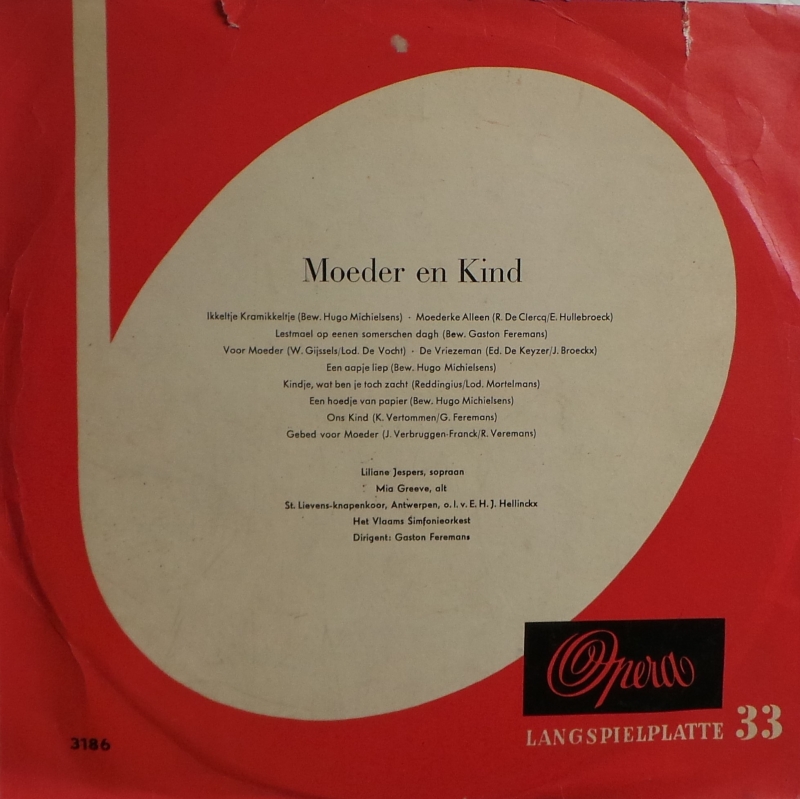 Moeder en Kind
Ikkeltje Kramikkeltje (Bew. Hugo Michielsens) · Moederke Alleen (R. De Clercq/E. Hullebroeck)
Lestmael op eenen somerschen dagh (Bew. Gaston Feremans)
Voor Moeder (W. Gijssels/Lod. De Vocht) · De Vriezeman (Ed. De Keyzer/J. Broeckx)
Een aapje liep (Bew. Hugo Michielsens)
Kindje, wat ben je toch zacht (Reddingius/Lod. Mortelmans)
Een hoedje van papier (Bew. Hugo Michielsens)
Ons Kind (K. Vertommen/G. Feremans)
Gebed voor Moeder (J. Verbruggen-Franck/R. Veremans)
Liliane Jespers, sopraan
Mia Greeve, alt
St. Lievens-knapenkoor, Antwerpen, o. l. v. E. H. J. Hellinckx
Het Vlaams Simfonieorkest
Dirigent: Gaston Feremans
Opera
LANGSPIELPLATTE 33
3186